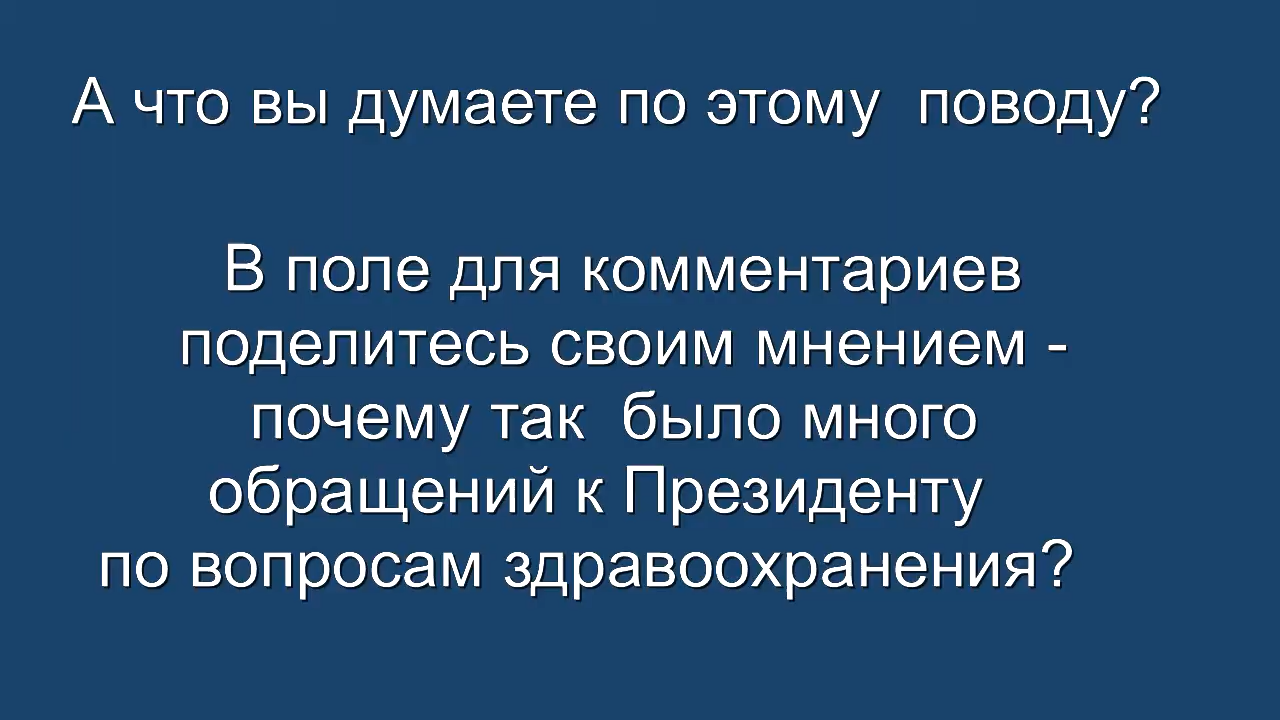 А что вы думаете по этому поводу?
В поле для комментариев
поделитесь своим мнением -
почему так было много
обращений к Президенту
по вопросам здравоохранения?